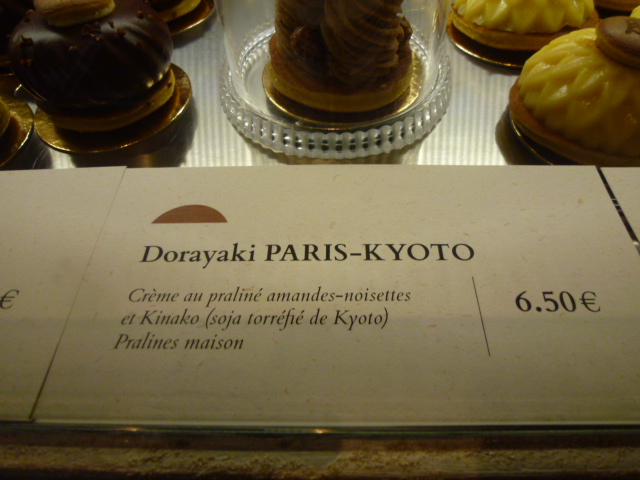 Dorayaki PARIS-KYOTO
Crème au praliné amandes-noisettes
et Kinako (soja torréfié de Kyoto)
Pralines maison
6.50€
€